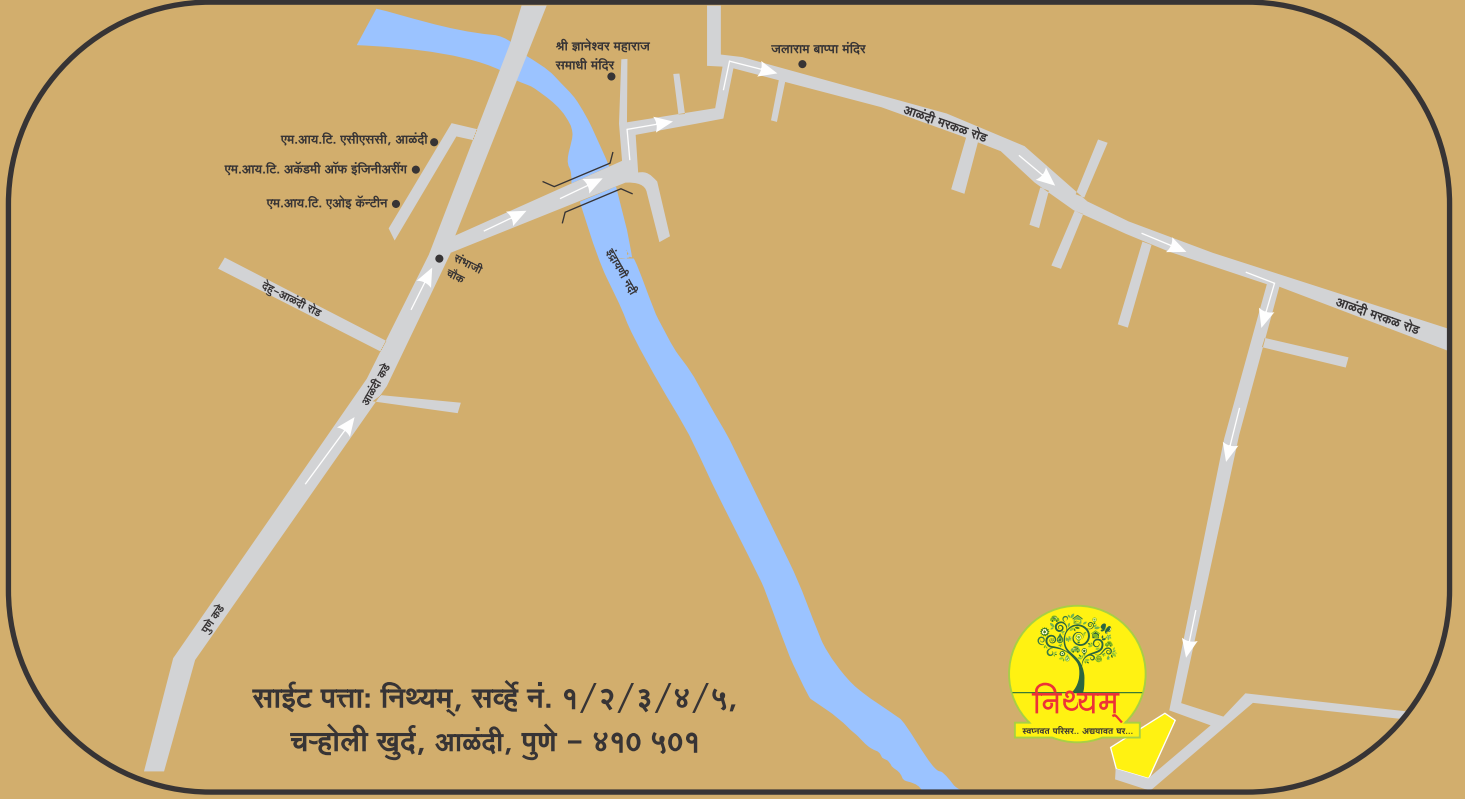 श्री ज्ञानेश्वर महाराज
समाधी मंदिर
जलाराम बाप्पा मंदिर
आळंदी मरकळ रोड
एम.आय.टि. एसीएससी, आळंदी
एम.आय.टि. अकॅडमी ऑफ इंजिनीअरींग
एम.आय.टि. एओइ कॅन्टीन
संभाजी
चौक
इंद्रायणी नदी
देहु-आळंदी रोड
आळंदी मरकळ रोड
आळंदी कडे
पुणे कडे
निथ्यम्
स्वप्नवत परिसर.. अद्ययावत घर...
साईट पत्ता: निथ्यम्, सर्व्हे नं. १/२/३/४/५,
चऱ्होली खुर्द, आळंदी, पुणे – ४१० ५०१